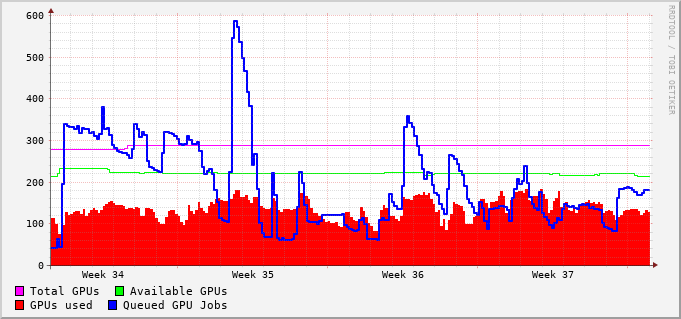 600
500
400
300
200
100
0
Week 34 Week 35 Week 36 Week 37
Total GPUs Available GPUs
GPUs used Queued GPU Jobs
RRDTOOL / TOBI OETIKER